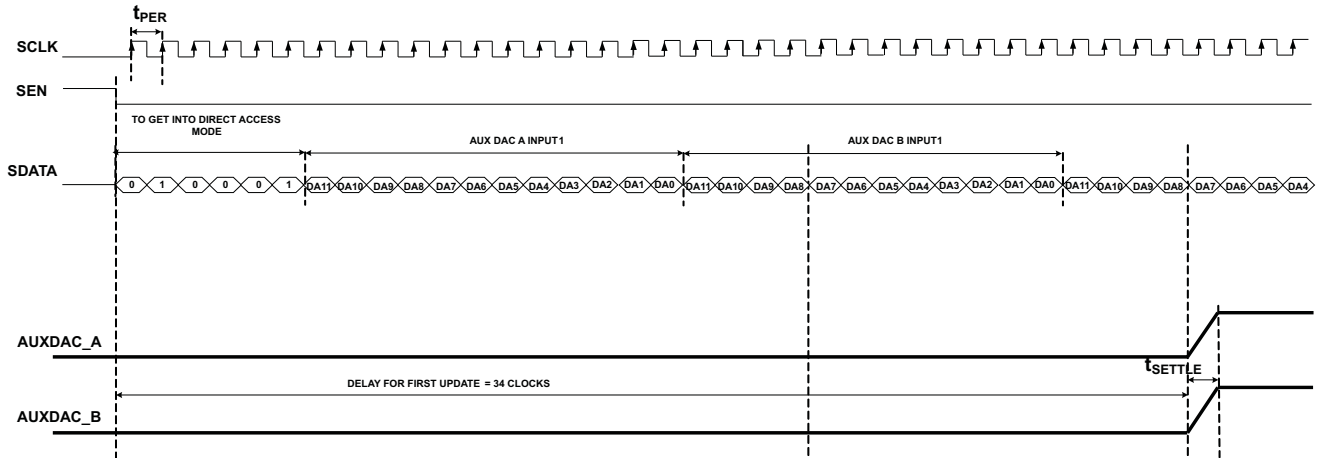 tPER
SCLK
SEN
TO GET INTO DIRECT ACCESS
MODE
AUX DAC A INPUT1
AUX DAC B INPUT1
SDATA
0 1 0 0 0 1 DA11 DA10 DA9 DA8 DA7 DA6 DA5 DA4 DA3 DA2 DA1 DA0 DA11 DA10 DA9 DA8 DA7 DA6 DA5 DA4 DA3 DA2 DA1 DA0 DA11 DA10 DA9 DA8 DA7 DA6 DA5 DA4
AUXDAC_A
tSETTLE
DELAY FOR FIRST UPDATE = 34 CLOCKS
AUXDAC_B